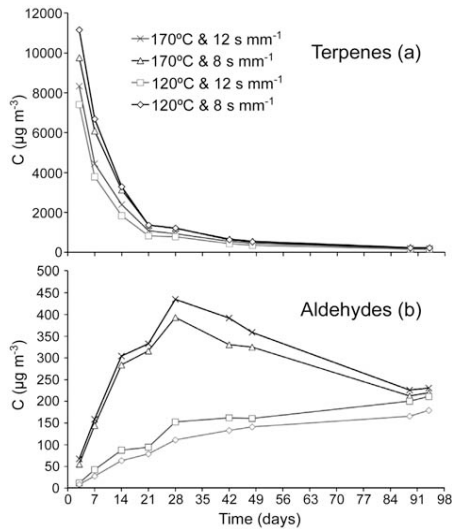 12000
10000
8000
6000
4000
2000
0
C (µg m⁻³)
170ºC & 12 s mm⁻¹
170ºC & 8 s mm⁻¹
120ºC & 12 s mm⁻¹
120ºC & 8 s mm⁻¹
Terpenes (a)
500
450
400
350
300
250
200
150
100
50
0
C (µg m⁻³)
Aldehydes (b)
0 7 14 21 28 35 42 49 56 63 70 77 84 91 98
Time (days)